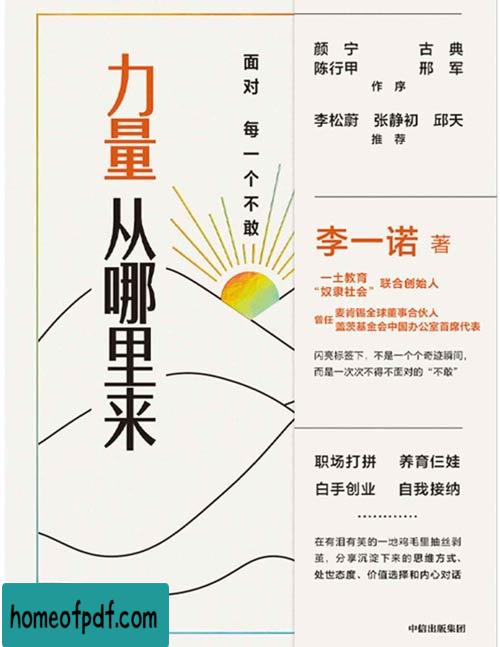 力量 从哪里来
面对 每一个不敢
颜宁 古典
陈行甲 邢军
作序
李松蔚 张静初 邱天
推荐
李一诺 著
一土教育
“奴隶社会” 联合创始人
曾任 麦肯锡全球董事合伙人
盖茨基金会中国办公室首席代表
闪亮标签下，不是一个个奇迹瞬间，
而是一次次不得不面对的“不敢”
职场打拼 养育仨娃
白手创业 自我接纳
在有泪有笑的一地鸡毛里抽丝剥
茧，分享沉淀下来的思维方式、
处世态度、价值选择和内心对话
中信出版集团
homeofpdf.com